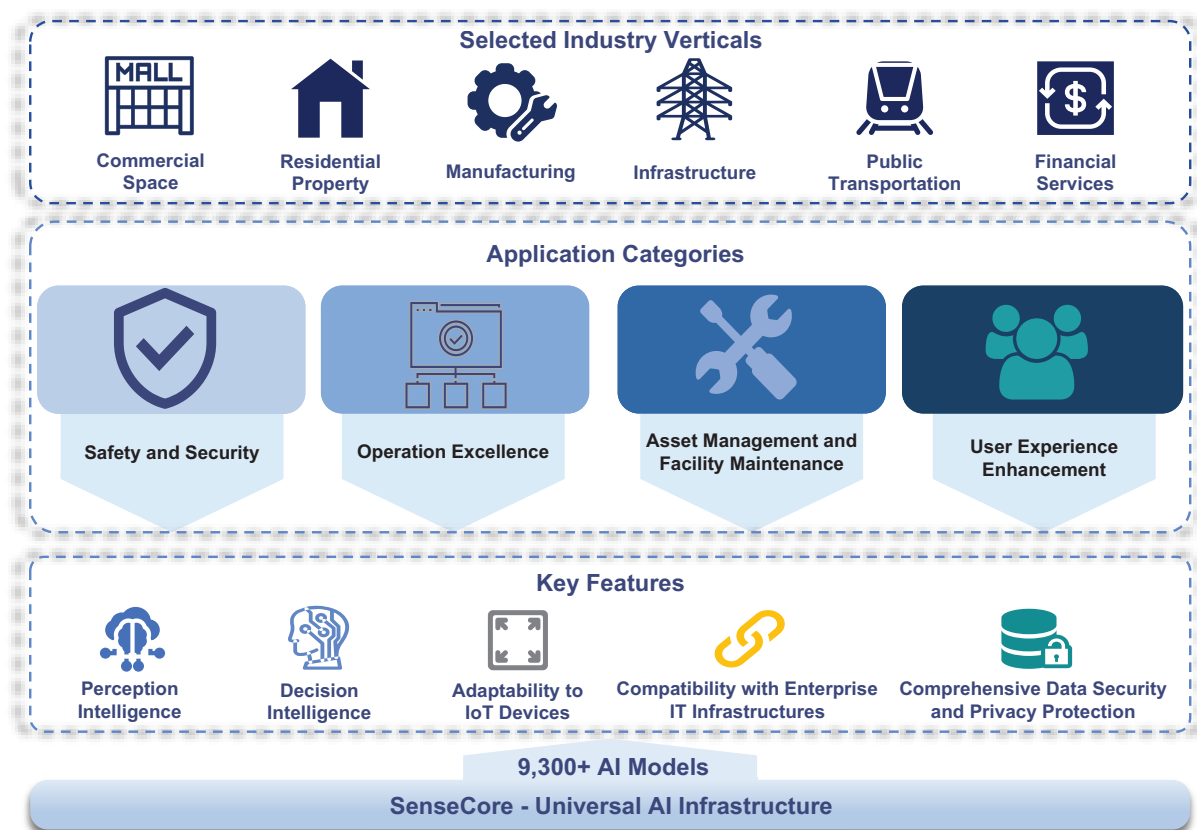 Selected Industry Verticals
MALL
Commercial
Space
Residential
Property
Manufacturing
Infrastructure
Public
Transportation
Financial
Services
Application Categories
Safety and Security
Operation Excellence
Asset Management and
Facility Maintenance
User Experience
Enhancement
Key Features
Perception
Intelligence
Decision
Intelligence
Adaptability to
IoT Devices
Compatibility with Enterprise
IT Infrastructures
Comprehensive Data Security
and Privacy Protection
9,300+ AI Models
SenseCore - Universal AI Infrastructure